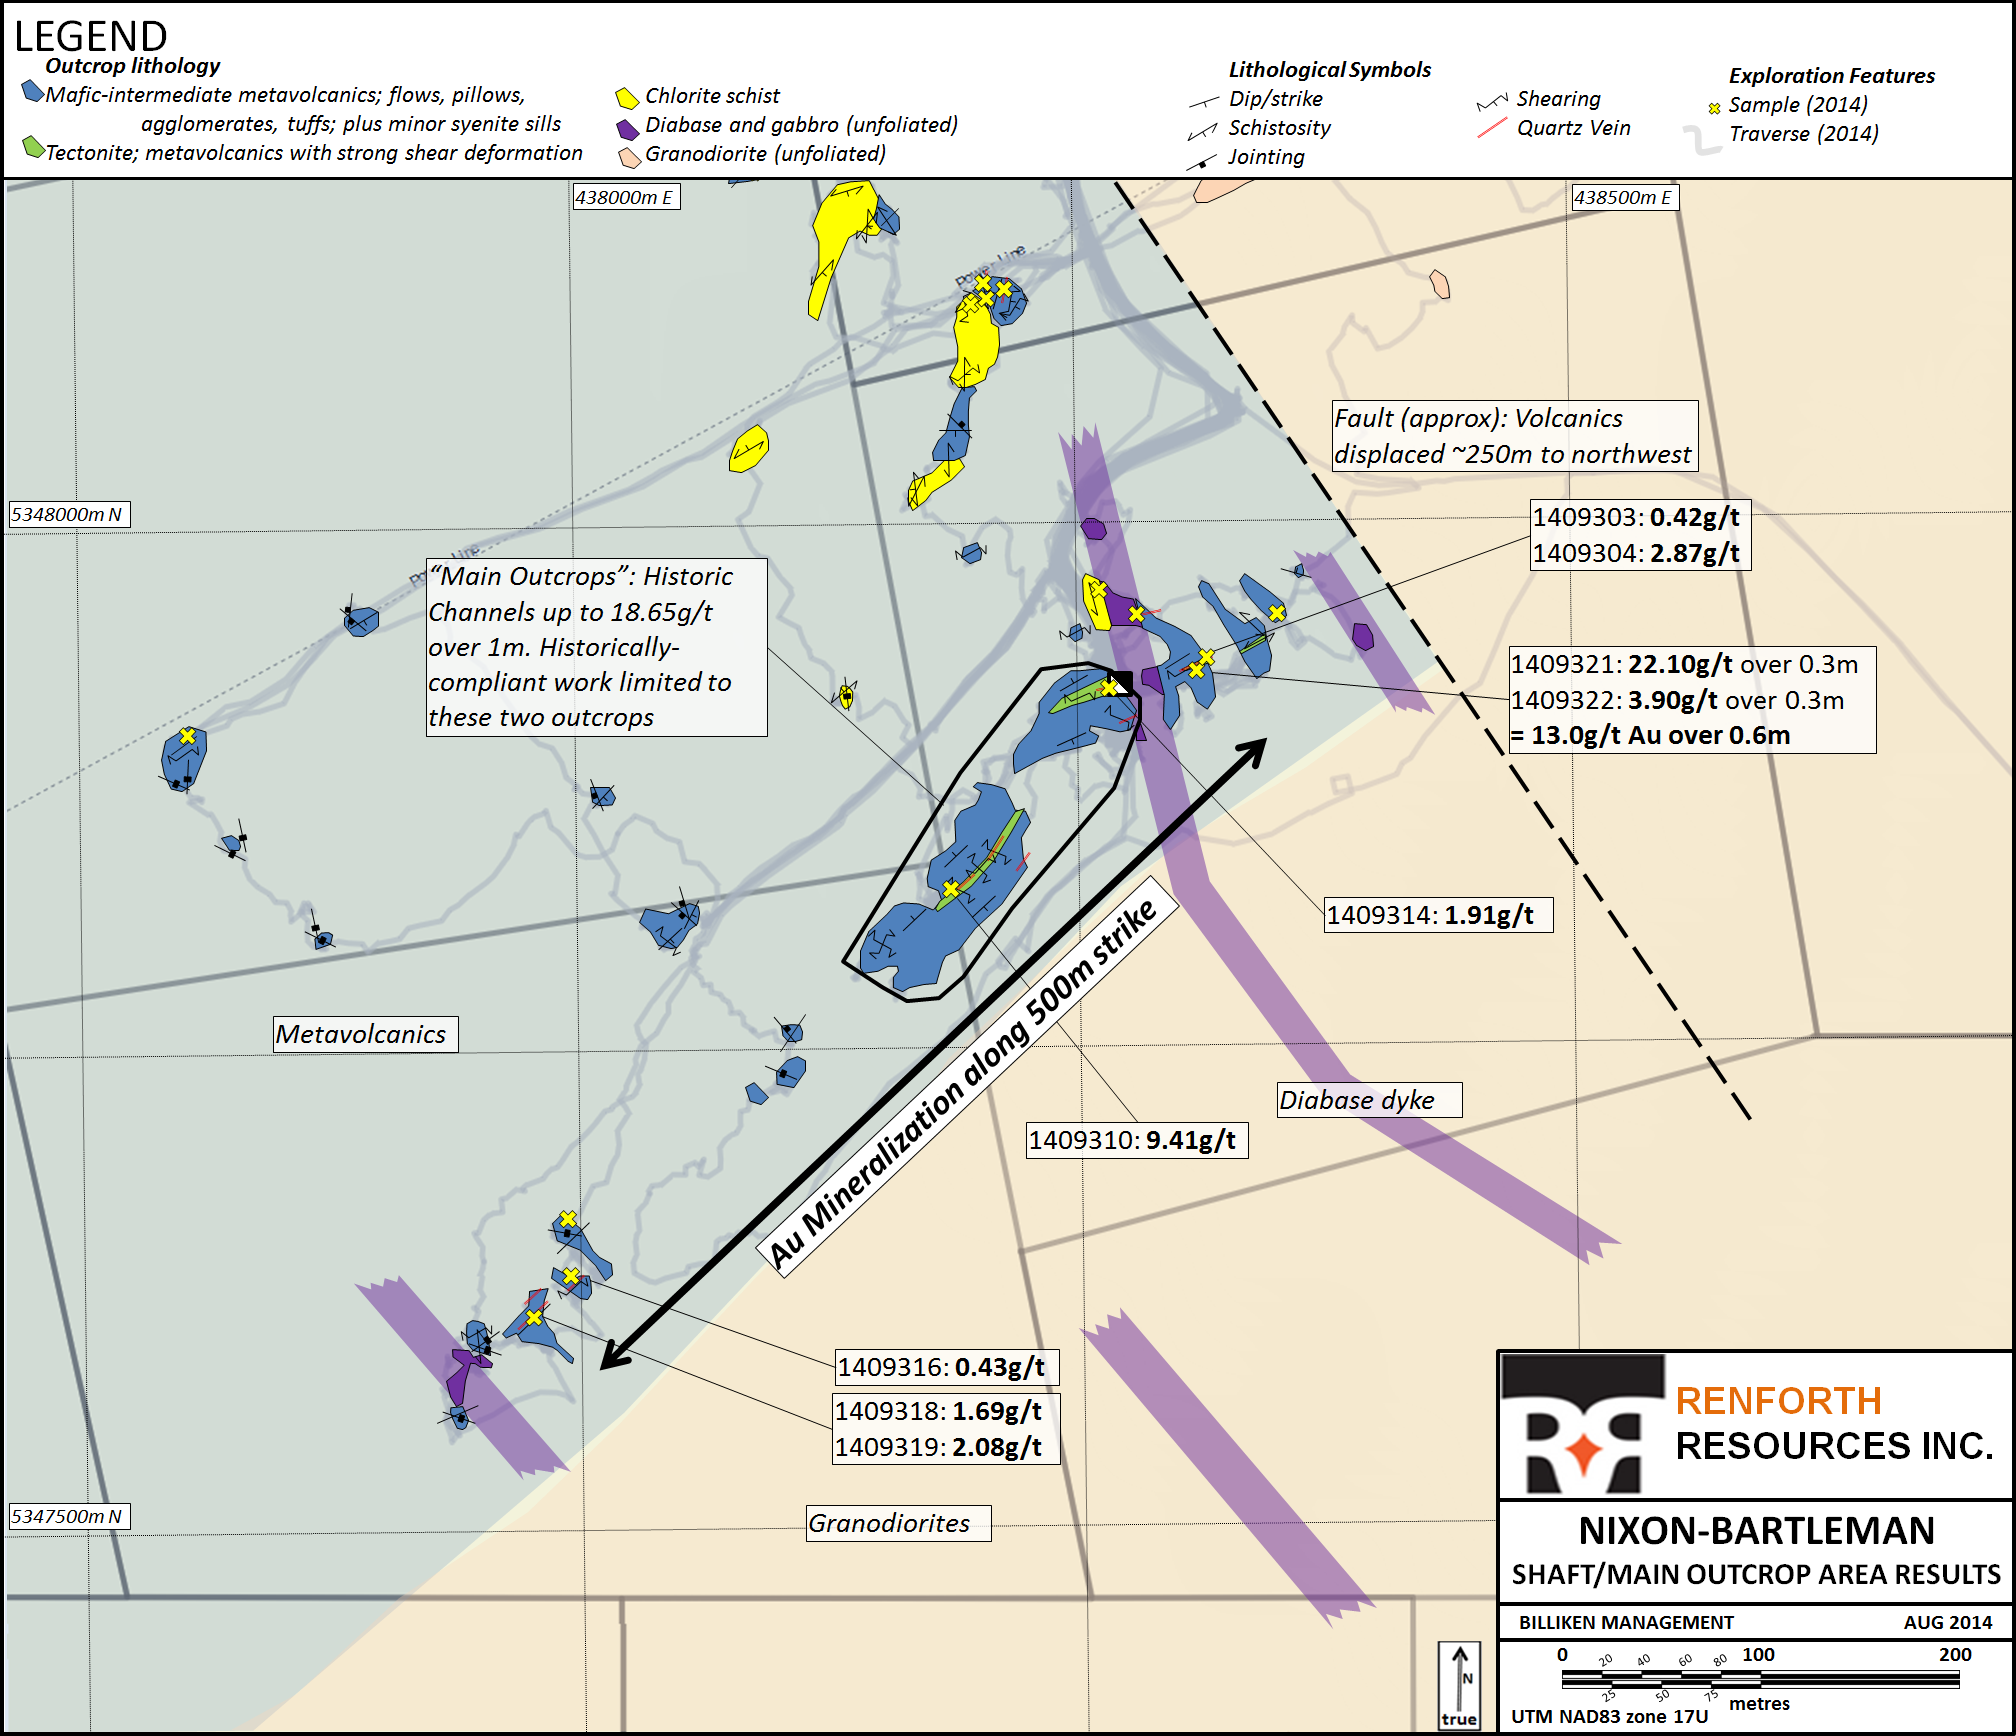 LEGEND
Outcrop lithology
Mafic-intermediate metavolcanics; flows, pillows,
agglomerates, tuffs; plus minor syenite sills
Tectonite; metavolcanics with strong shear deformation
Chlorite schist
Diabase and gabbro (unfoliated)
Granodiorite (unfoliated)
Lithological Symbols
Dip/strike
Schistosity
Jointing
Shearing
Quartz Vein
Exploration Features
Sample (2014)
Traverse (2014)
438000m E
438500m E
Power Line
Fault (approx): Volcanics
displaced ~250m to northwest
5348000m N
1409303: 0.42g/t
1409304: 2.87g/t
Power Line
"Main Outcrops": Historic
Channels up to 18.65g/t
over 1m. Historically-
compliant work limited to
these two outcrops
1409321: 22.10g/t over 0.3m
1409322: 3.90g/t over 0.3m
= 13.0g/t Au over 0.6m
1409314: 1.91g/t
Metavolcanics
Au Mineralization along 500m strike
Diabase dyke
1409310: 9.41g/t
1409316: 0.43g/t
1409318: 1.69g/t
1409319: 2.08g/t
5347500m N
Granodiorites
RENFORTH
RESOURCES INC.
NIXON-BARTLEMAN
SHAFT/MAIN OUTCROP AREA RESULTS
BILLIKEN MANAGEMENT AUG 2014
0 20 40 60 80 100 200
25 50 75 metres
UTM NAD83 zone 17U
N
true